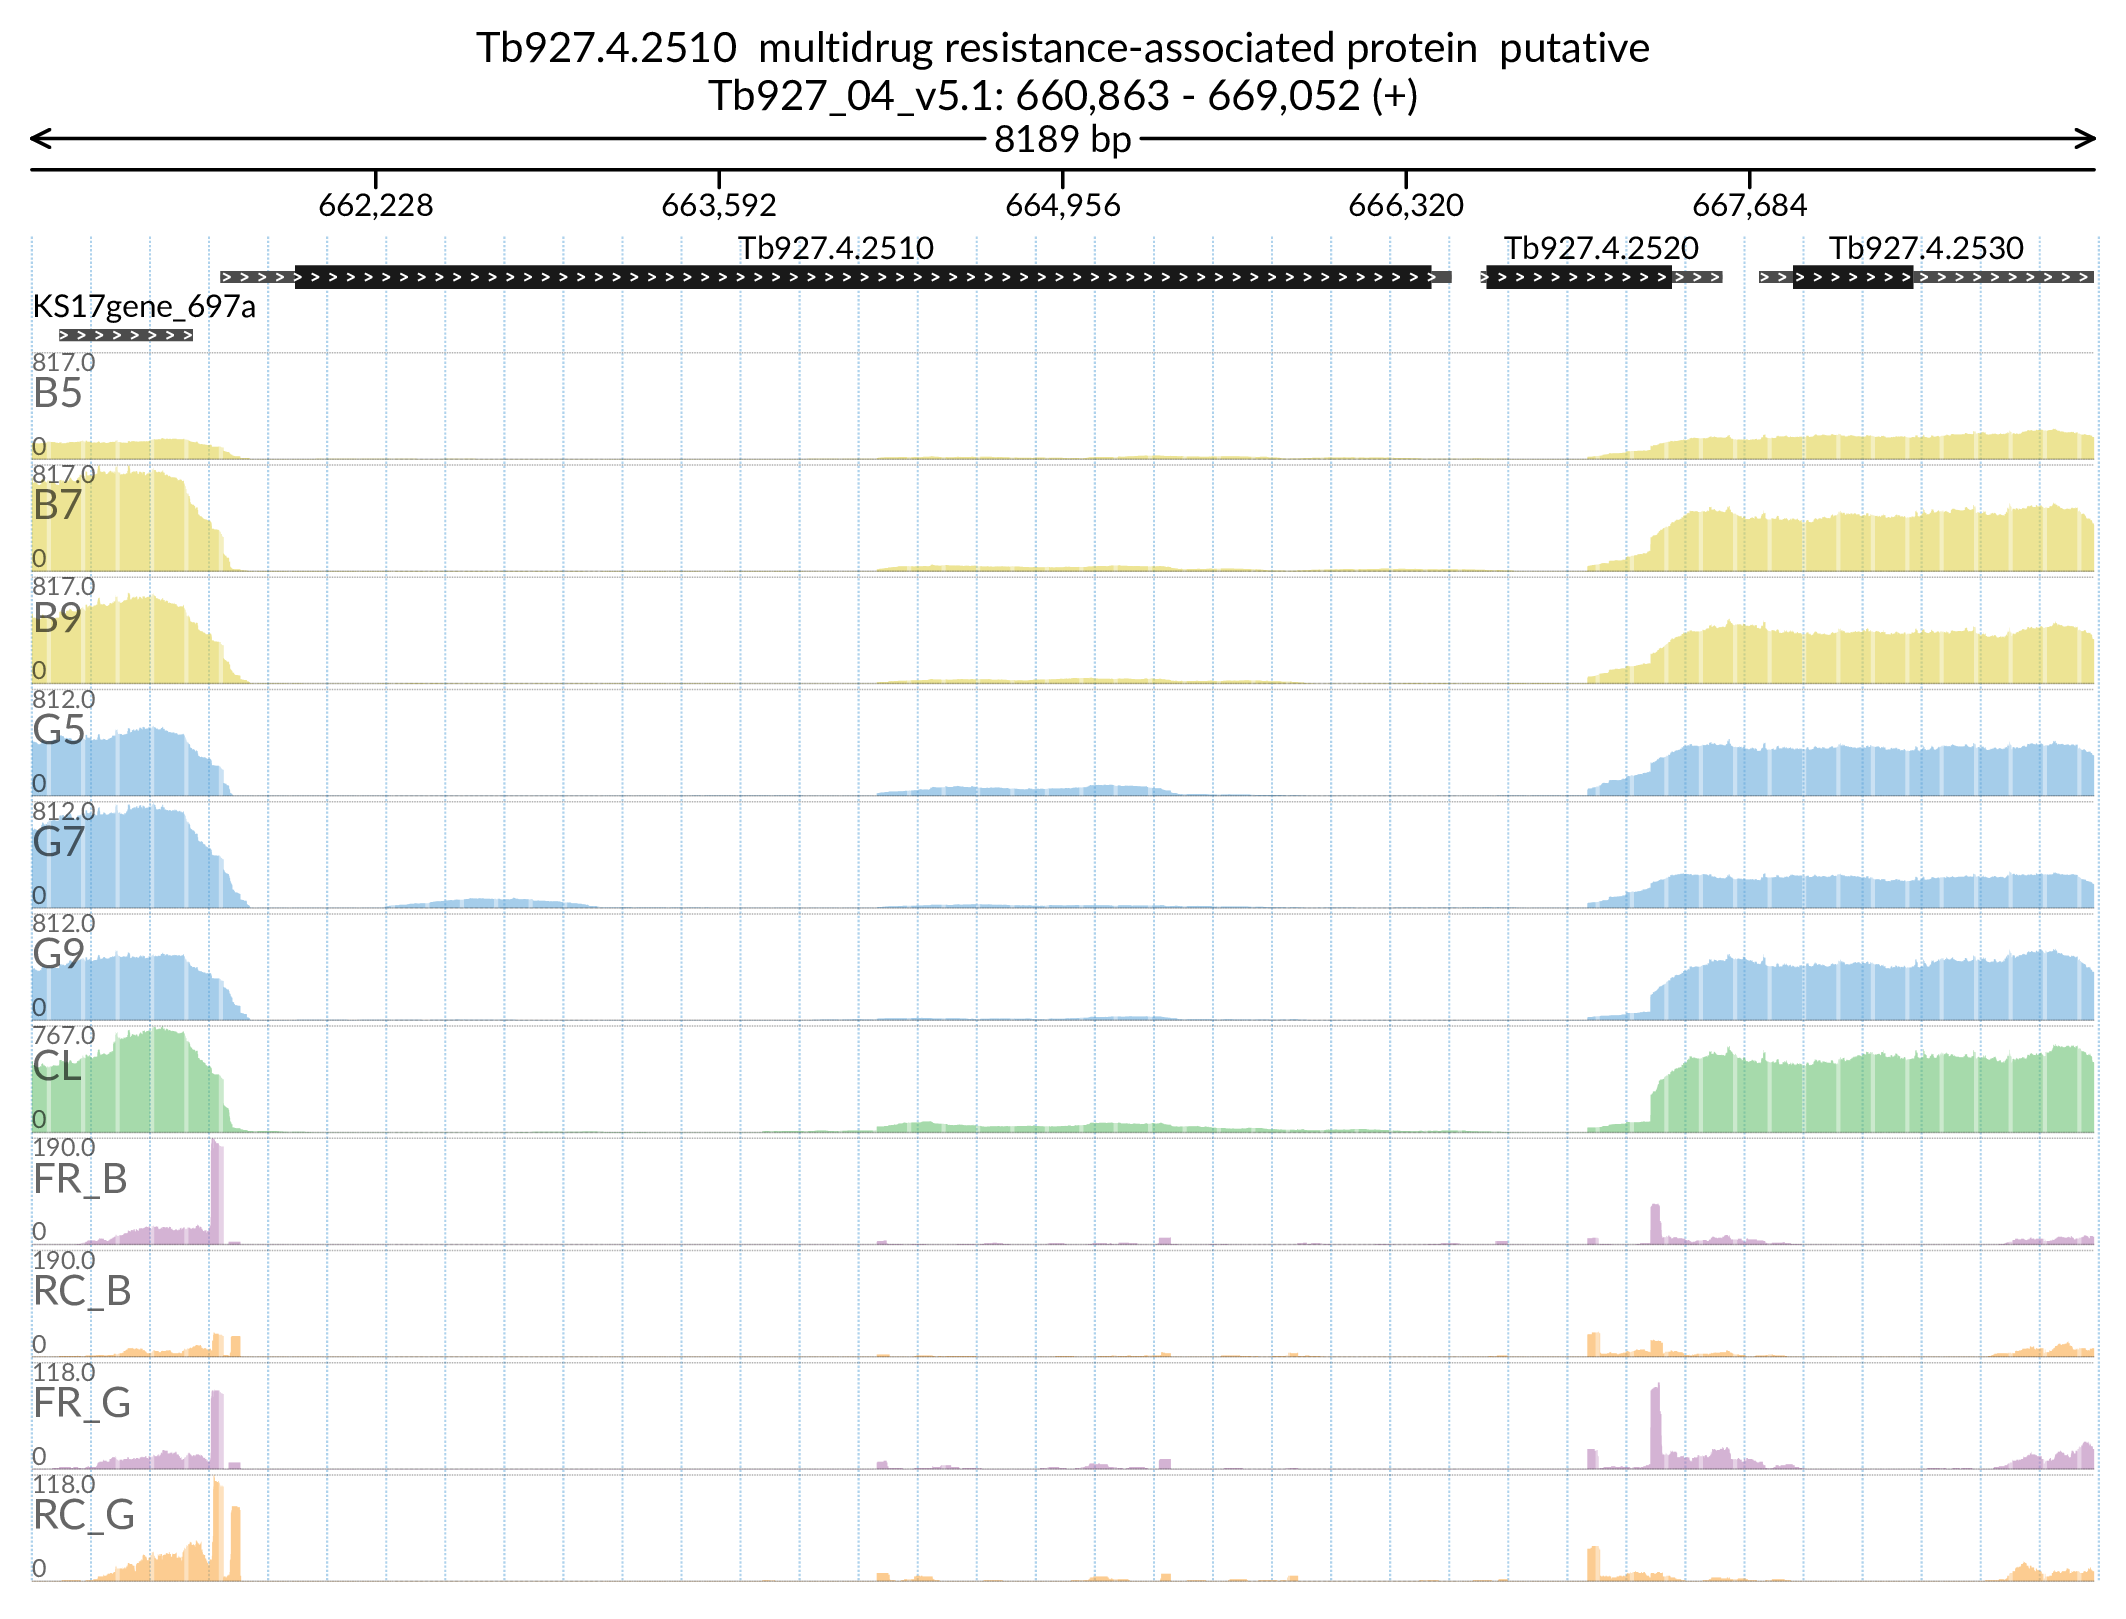 Tb927.4.2510  multidrug resistance-associated protein  putative
Tb927_04_v5.1: 660,863 - 669,052 (+)
8189 bp
662,228 663,592 664,956 666,320 667,684
Tb927.4.2510 Tb927.4.2520 Tb927.4.2530
KS17gene_697a
817.0
B5
0
817.0
B7
0
817.0
B9
0
812.0
G5
0
812.0
G7
0
812.0
G9
0
767.0
CL
0
190.0
FR_B
0
190.0
RC_B
0
118.0
FR_G
0
118.0
RC_G
0